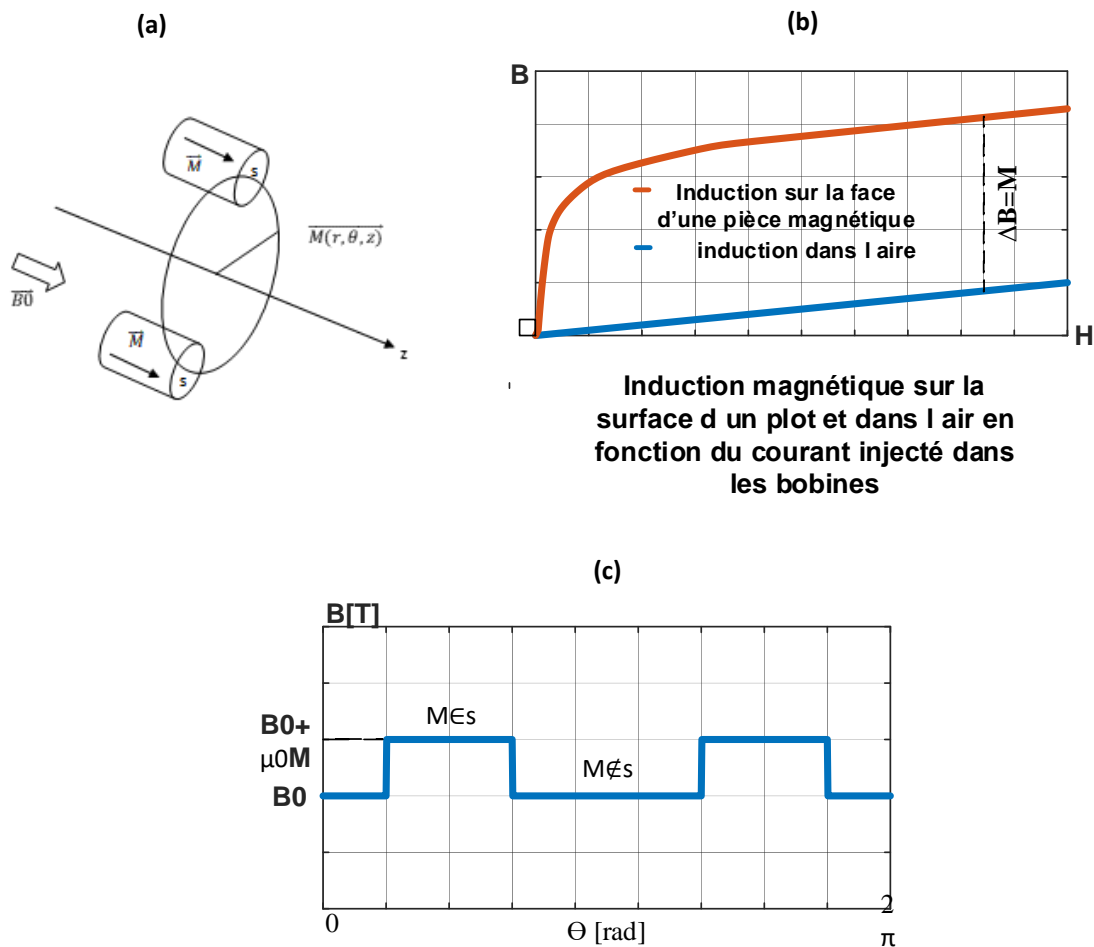 (a)
M
s
M(r, θ, z)
B0
M
s
z
(b)
B
ΔB=M
Induction sur la face
d’une pièce magnétique
induction dans l aire
H
Induction magnétique sur la
surface d un plot et dans l air en
fonction du courant injecté dans
les bobines
(c)
B[T]
B0+
μ0M
M∈s
M∉s
B0
0
Ɵ [rad]
2
π